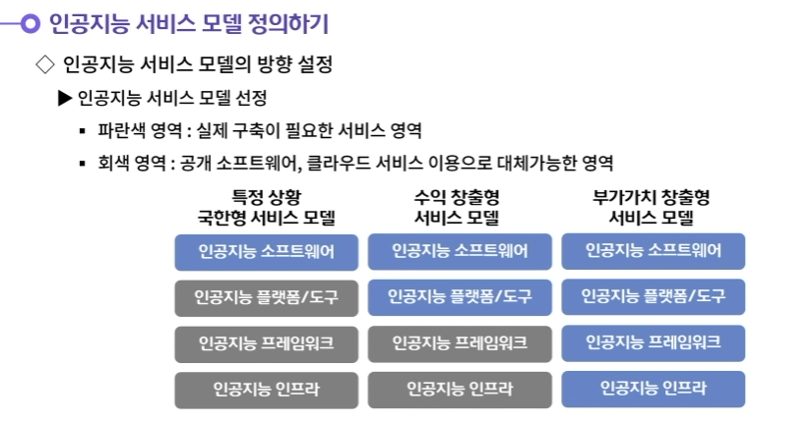 인공지능 서비스 모델 정의하기
◇ 인공지능 서비스 모델의 방향 설정
▶ 인공지능 서비스 모델 선정
▪ 파란색 영역 : 실제 구축이 필요한 서비스 영역
▪ 회색 영역 : 공개 소프트웨어, 클라우드 서비스 이용으로 대체가능한 영역
특정 상황
국한형 서비스 모델
인공지능 소프트웨어
인공지능 플랫폼/도구
인공지능 프레임워크
인공지능 인프라
수익 창출형
서비스 모델
인공지능 소프트웨어
인공지능 플랫폼/도구
인공지능 프레임워크
인공지능 인프라
부가가치 창출형
서비스 모델
인공지능 소프트웨어
인공지능 플랫폼/도구
인공지능 프레임워크
인공지능 인프라